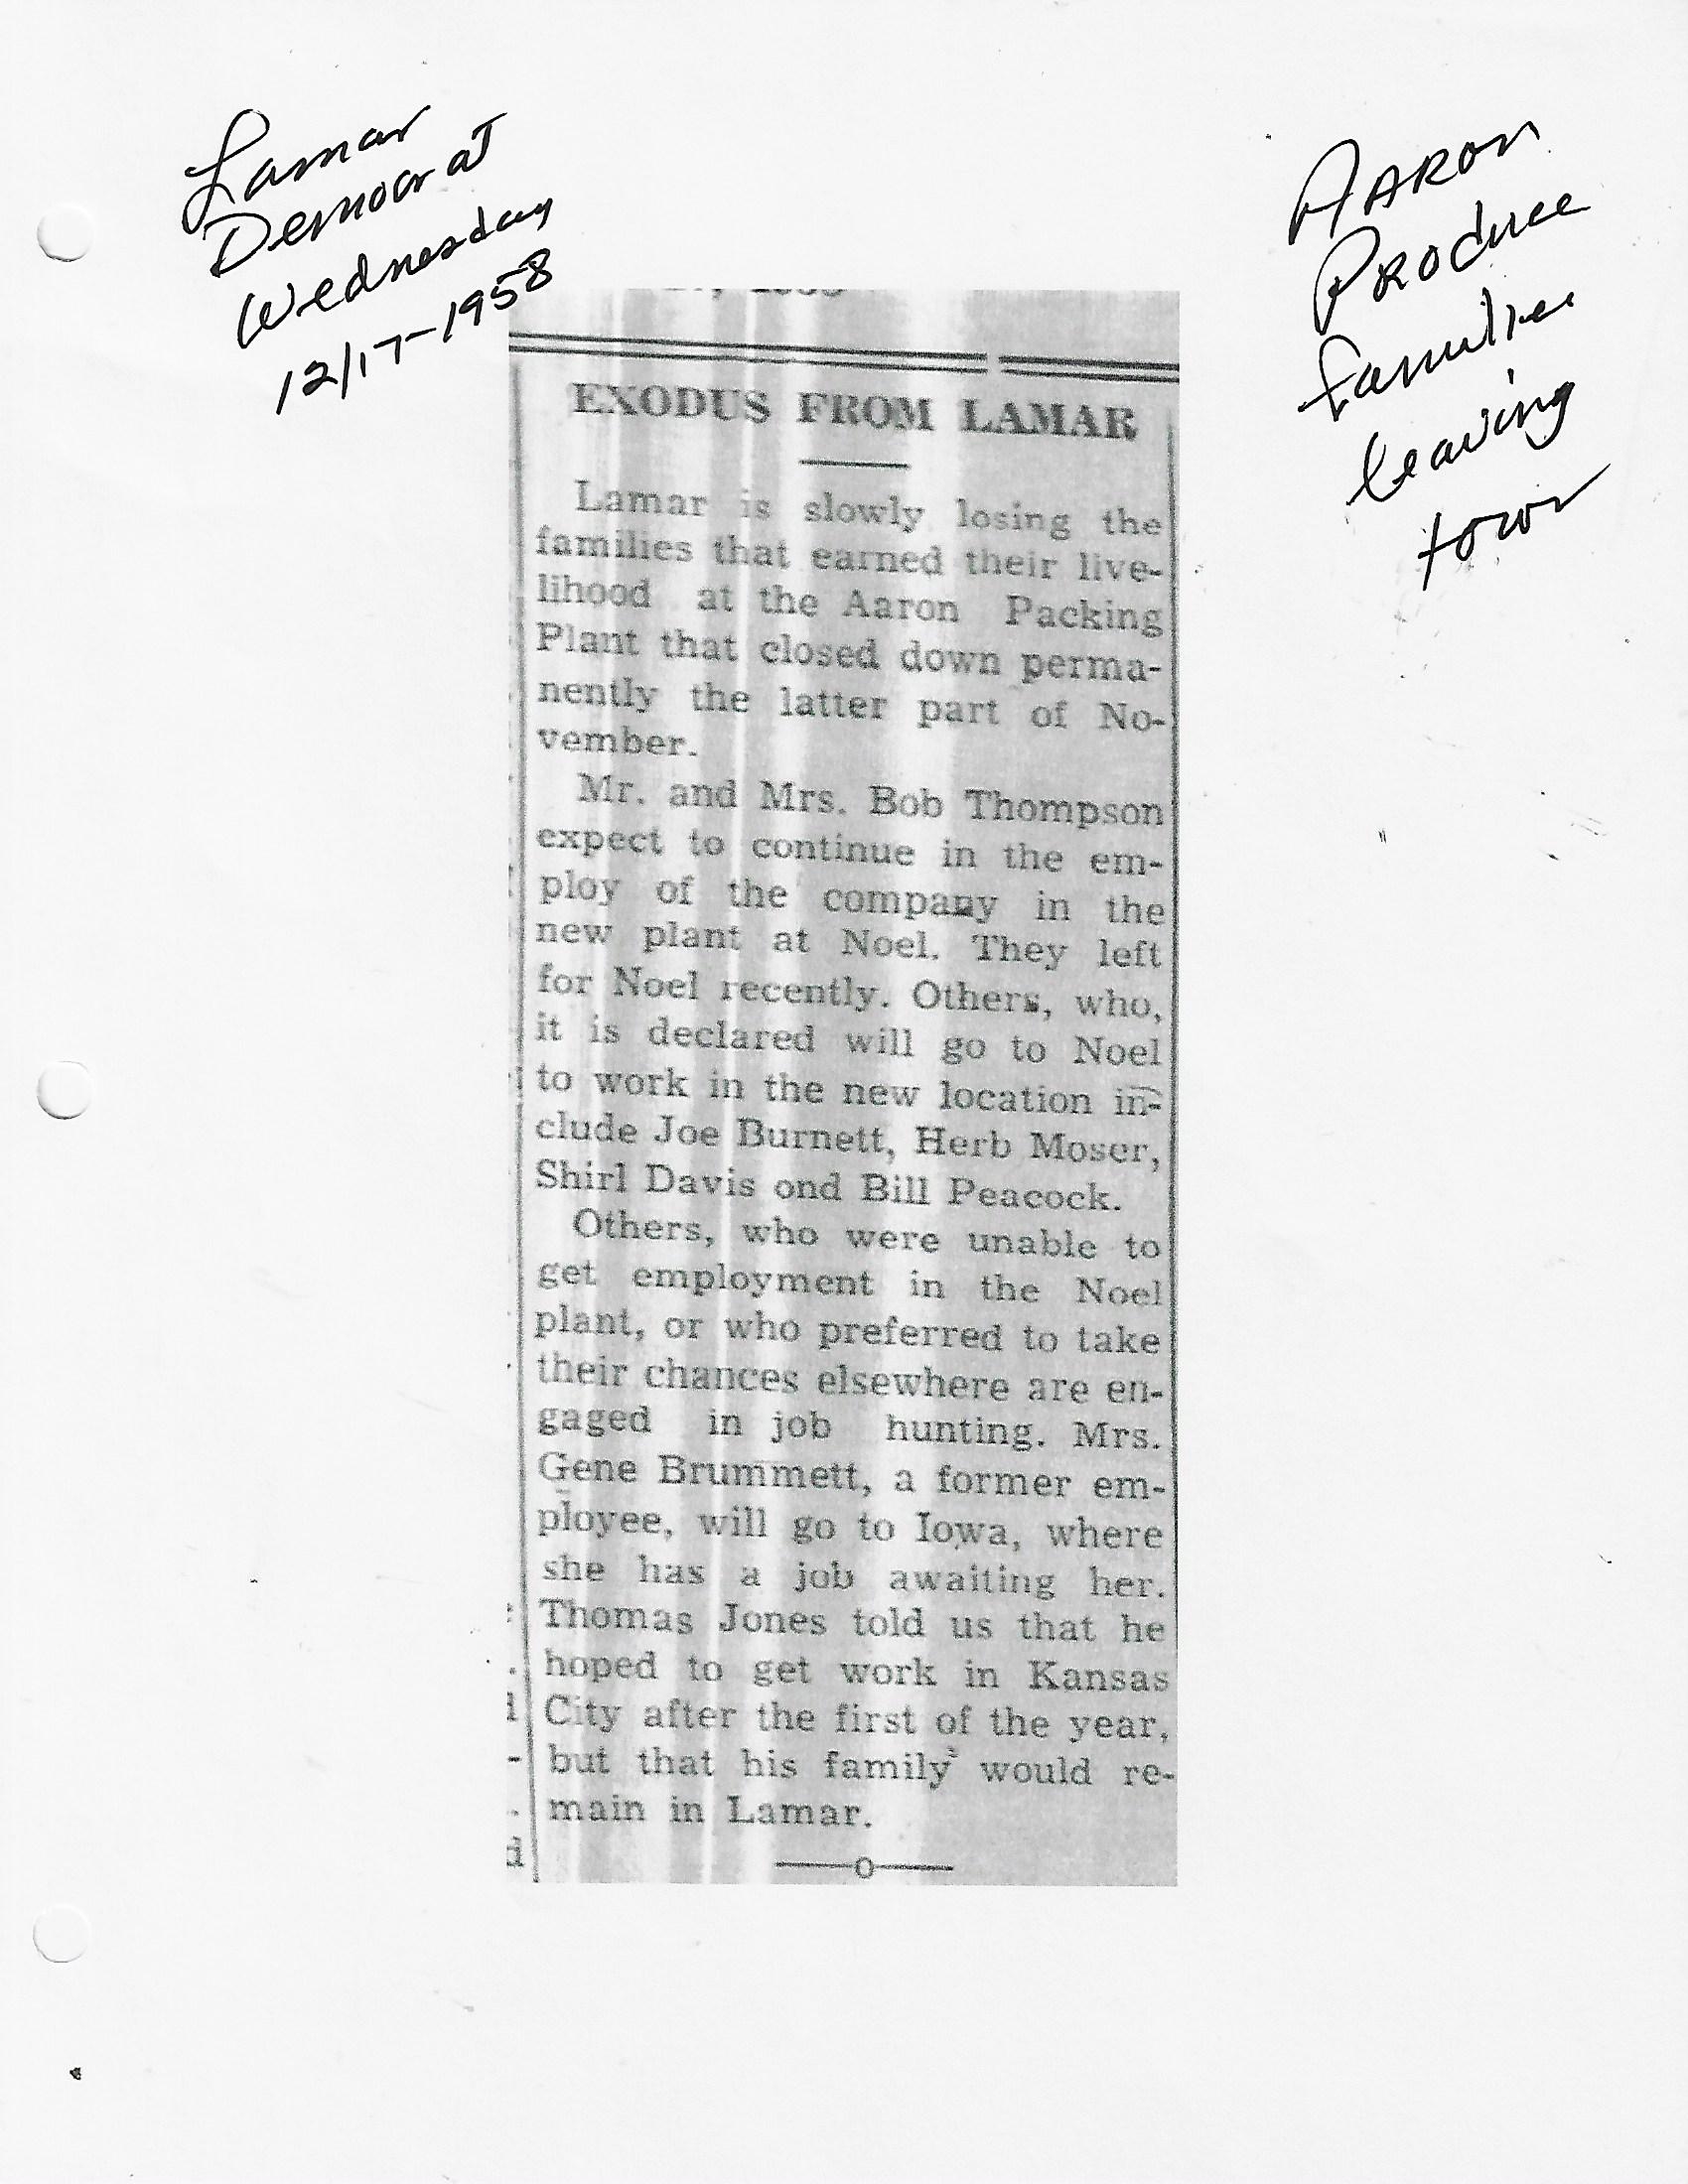 Lamar
Democrat
Wednesday
12/17-1958
AARON
PRODUCE
families
leaving
town
EXODUS FROM LAMAR
Lamar is slowly losing the
families that earned their live-
lihood at the Aaron Packing
Plant that closed down perma-
nently the latter part of No-
vember.
Mr. and Mrs. Bob Thompson
expect to continue in the em-
ploy of the company in the
new plant at Noel. They left
for Noel recently. Others, who,
it is declared will go to Noel
to work in the new location in-
clude Joe Burnett, Herb Moser,
Shirl Davis ond Bill Peacock.
Others, who were unable to
get employment in the Noel
plant, or who preferred to take
their chances elsewhere are en-
gaged in job hunting. Mrs.
Gene Brummett, a former em-
ployee, will go to Iowa, where
she has a job awaiting her.
Thomas Jones told us that he
hoped to get work in Kansas
City after the first of the year,
but that his family would re-
main in Lamar.
——o——